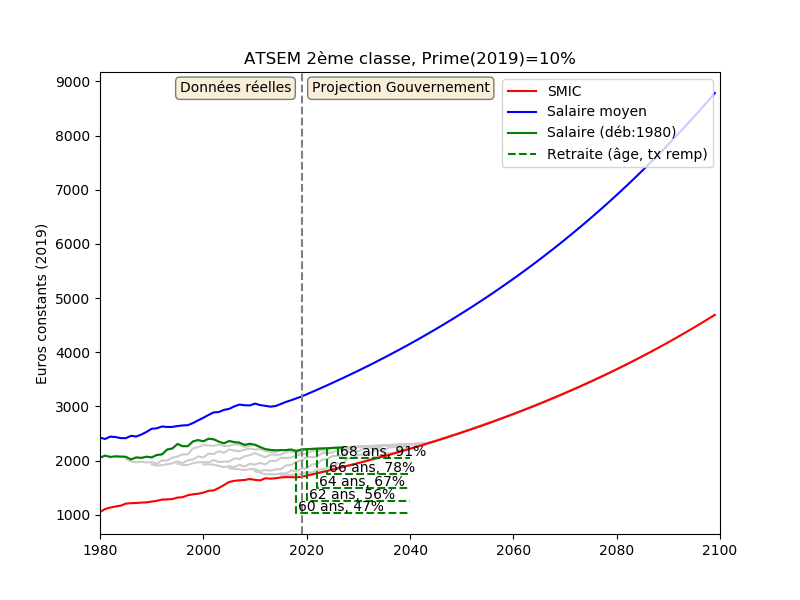 ATSEM 2ème classe, Prime(2019)=10%
Données réelles
Projection Gouvernement
SMIC
Salaire moyen
Salaire (déb:1980)
Retraite (âge, tx remp)
Euros constants (2019)
9000
8000
7000
6000
5000
4000
3000
2000
1000
68 ans, 91%
66 ans, 78%
64 ans, 67%
62 ans, 56%
60 ans, 47%
1980
2000
2020
2040
2060
2080
2100